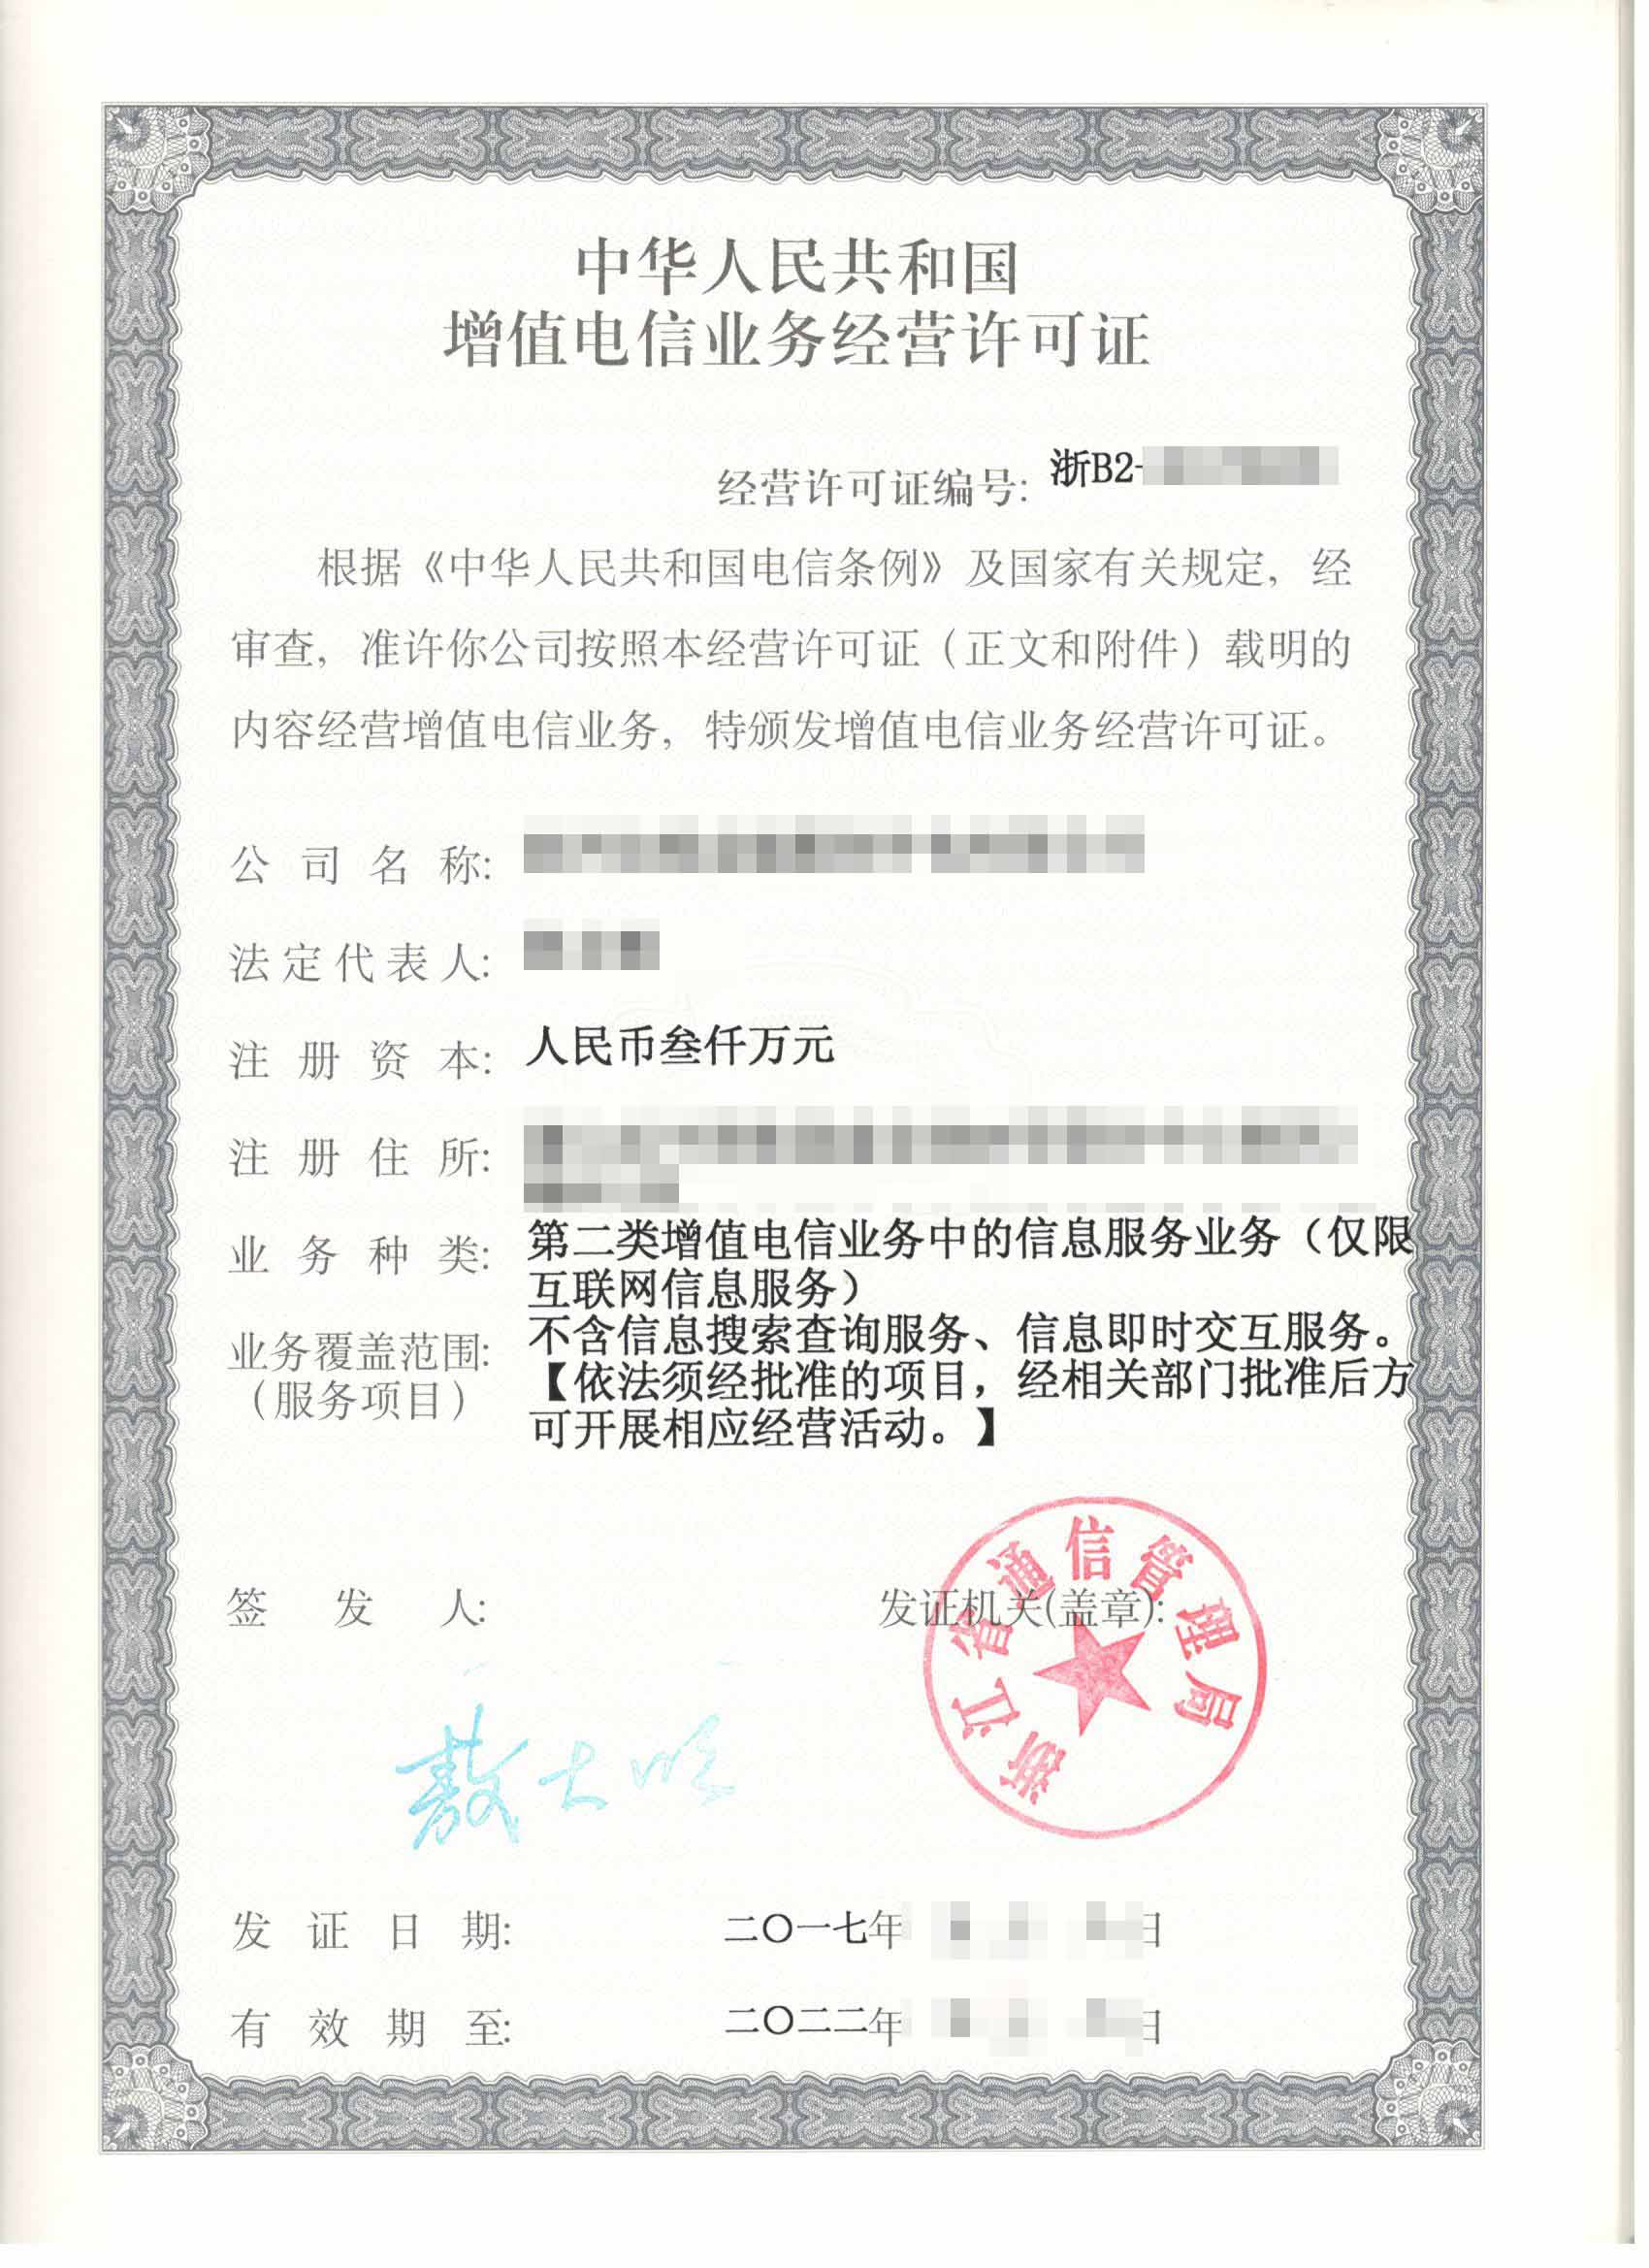 中华人民共和国
增值电信业务经营许可证
经营许可证编号: 浙B2-
根据《中华人民共和国电信条例》及国家有关规定,经
审查,准许你公司按照本经营许可证(正文和附件)载明的
内容经营增值电信业务,特颁发增值电信业务经营许可证。
公司名称:
法定代表人:
注册资本: 人民币叁仟万元
注册住所:
业务种类: 第二类增值电信业务中的信息服务业务(仅限
互联网信息服务)
业务覆盖范围: 不含信息搜索查询服务、信息即时交互服务。
(服务项目) 【依法须经批准的项目,经相关部门批准后方
可开展相应经营活动。】
签发人: 发证机关(盖章):
浙江省通信管理局
发证日期: 二〇一七年 日
有效期至: 二〇二二年 日